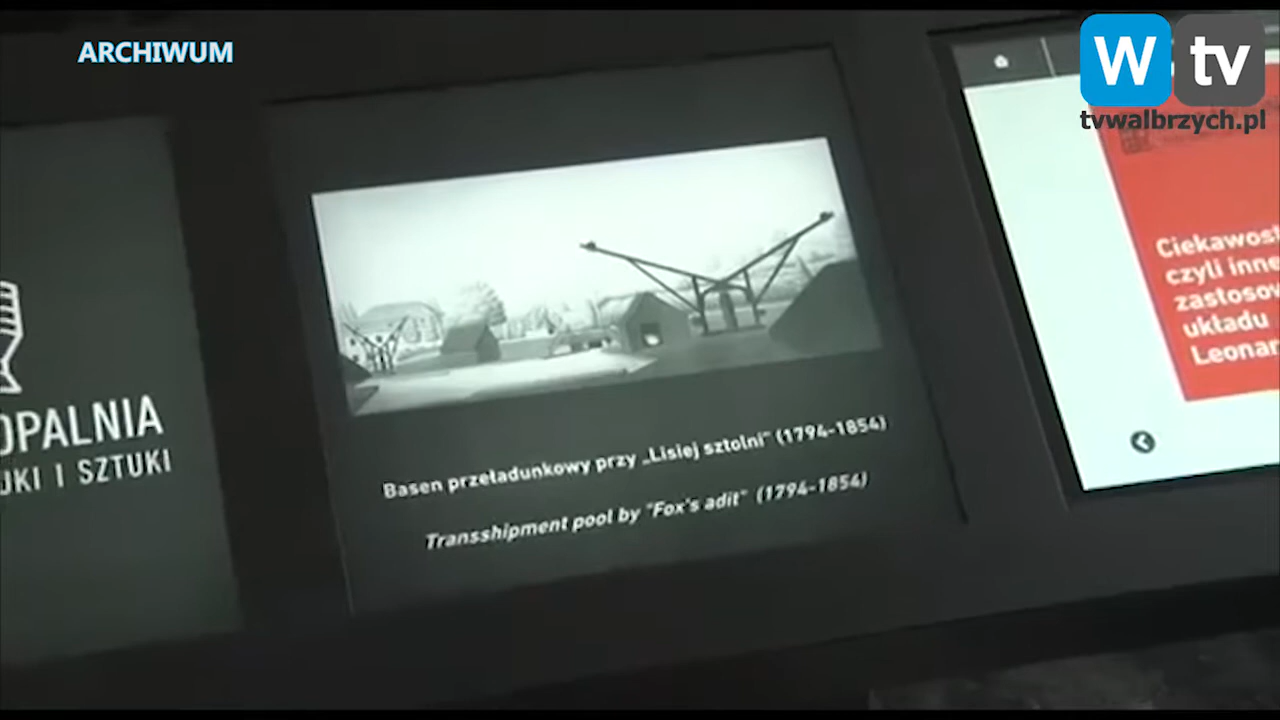 ARCHIWUM
W tv
tvwalbrzych.pl
OPALNIA
UKI I SZTUKI
Basen przeładunkowy przy „Lisiej sztolni” (1794-1854)
Transshipment pool by "Fox's adit" (1794-1854)
Ciekawost
czyli inne
zastosow
układu
Leonar